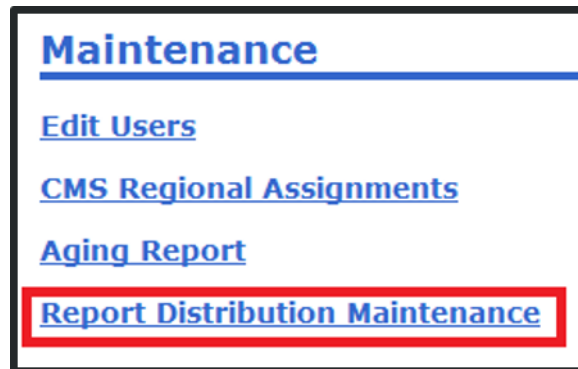 Maintenance
Edit Users
CMS Regional Assignments
Aging Report
Report Distribution Maintenance